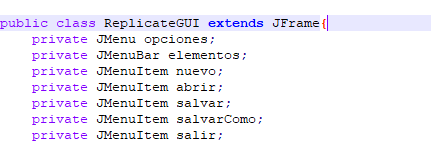 public class ReplicateGUI extends JFrame{
    private JMenu opciones;
    private JMenuBar elementos;
    private JMenuItem nuevo;
    private JMenuItem abrir;
    private JMenuItem salvar;
    private JMenuItem salvarComo;
    private JMenuItem salir;